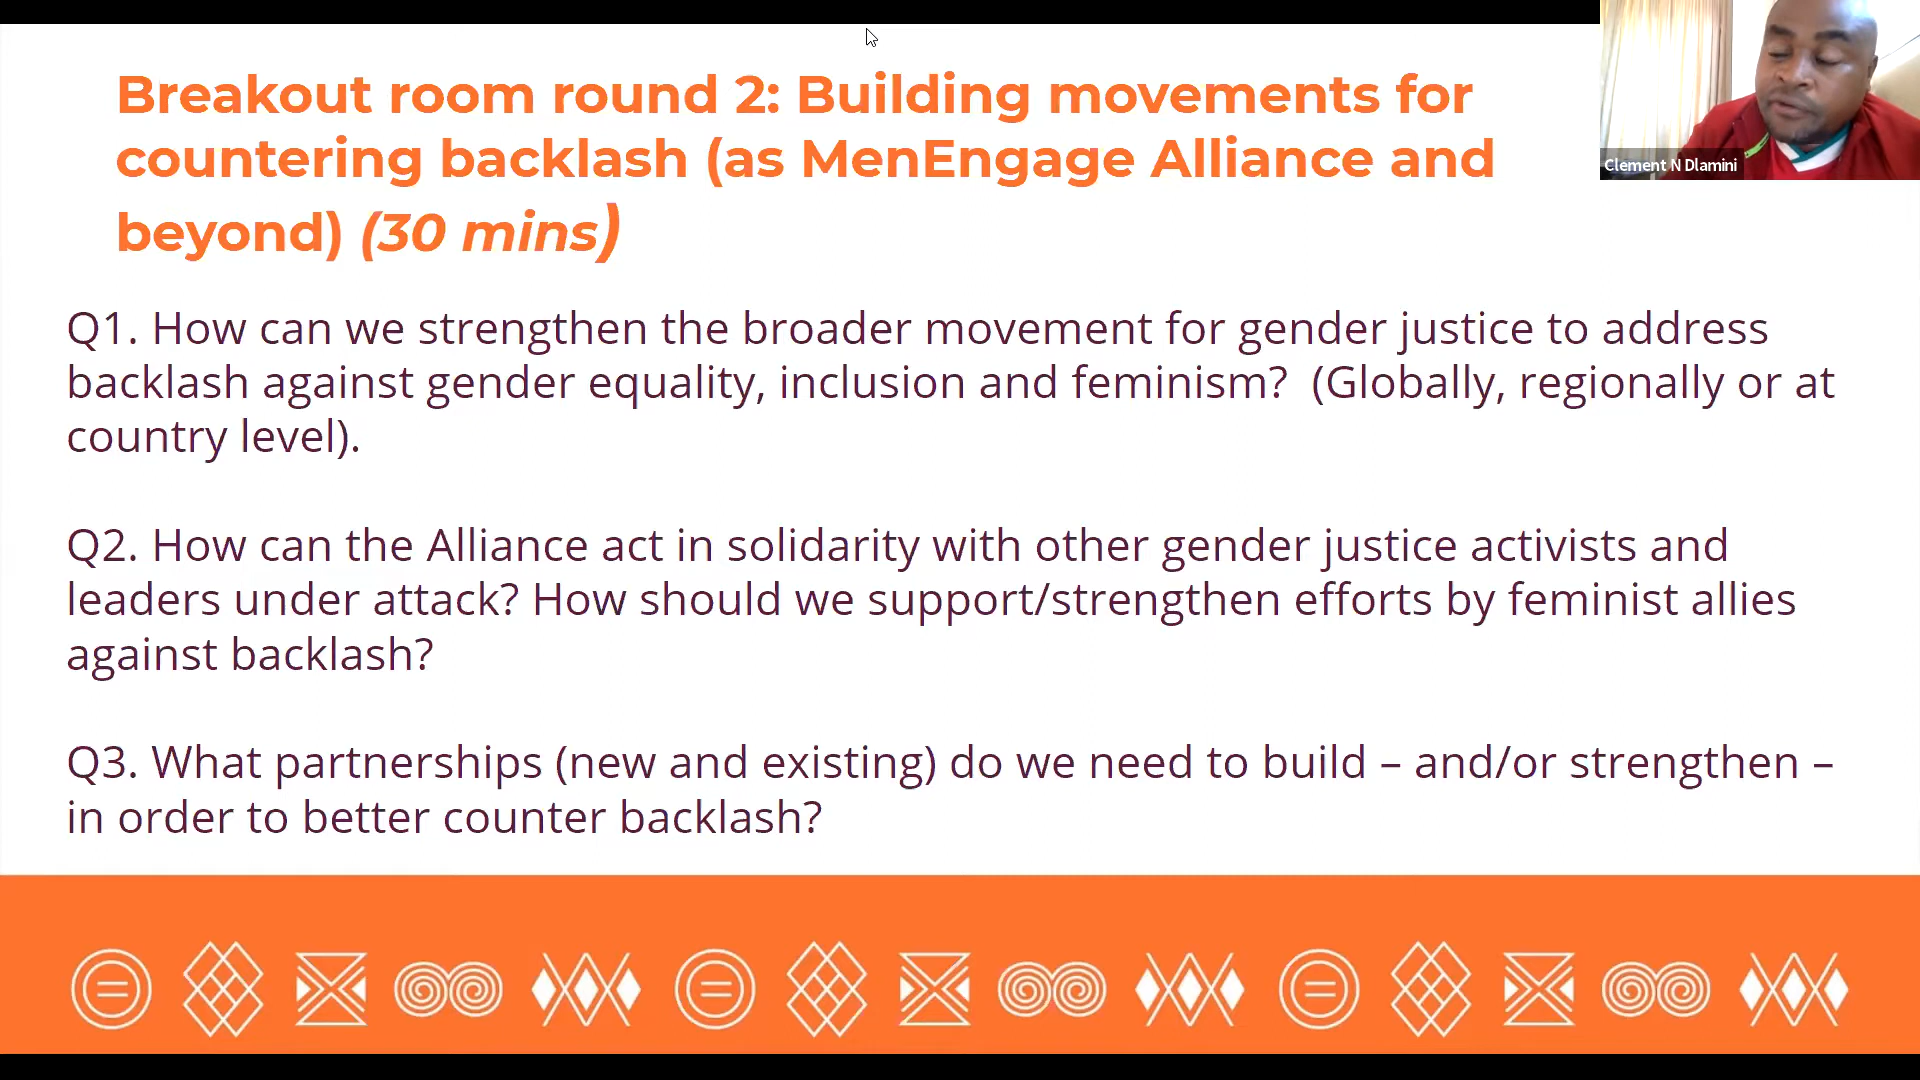 Breakout room round 2: Building movements for
countering backlash (as MenEngage Alliance and
beyond) (30 mins)
Clement N Dlamini
Q1. How can we strengthen the broader movement for gender justice to address
backlash against gender equality, inclusion and feminism?  (Globally, regionally or at
country level).
Q2. How can the Alliance act in solidarity with other gender justice activists and
leaders under attack? How should we support/strengthen efforts by feminist allies
against backlash?
Q3. What partnerships (new and existing) do we need to build – and/or strengthen –
in order to better counter backlash?